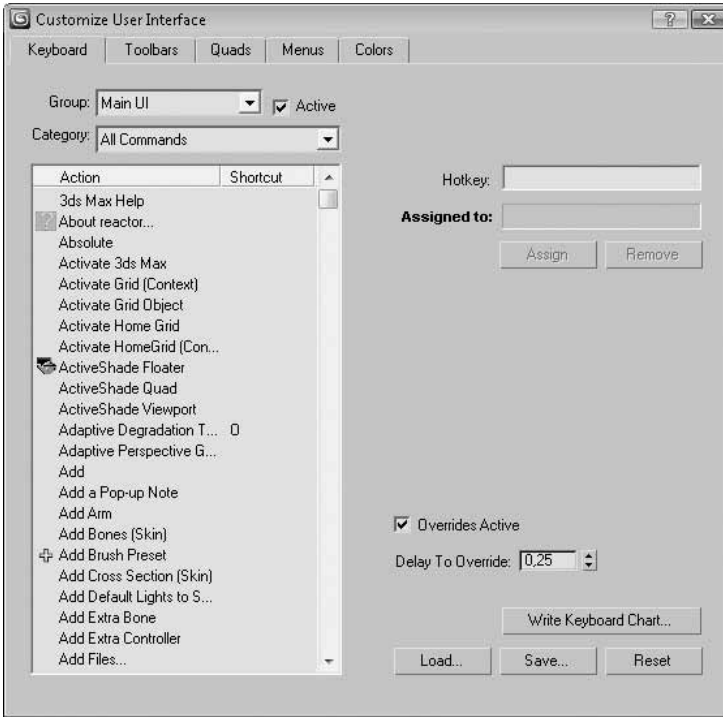 Customize User Interface
Keyboard Toolbars Quads Menus Colors
Group: Main UI Active
Category: All Commands
Action Shortcut
3ds Max Help
About reactor...
Absolute
Activate 3ds Max
Activate Grid (Context)
Activate Grid Object
Activate Home Grid
Activate HomeGrid (Con...
ActiveShade Floater
ActiveShade Quad
ActiveShade Viewport
Adaptive Degradation T... O
Adaptive Perspective G...
Add
Add a Pop-up Note
Add Arm
Add Bones (Skin)
Add Brush Preset
Add Cross Section (Skin)
Add Default Lights to S...
Add Extra Bone
Add Extra Controller
Add Files...
Hotkey:
Assigned to:
Assign Remove
Overrides Active
Delay To Override: 0,25
Write Keyboard Chart...
Load... Save... Reset